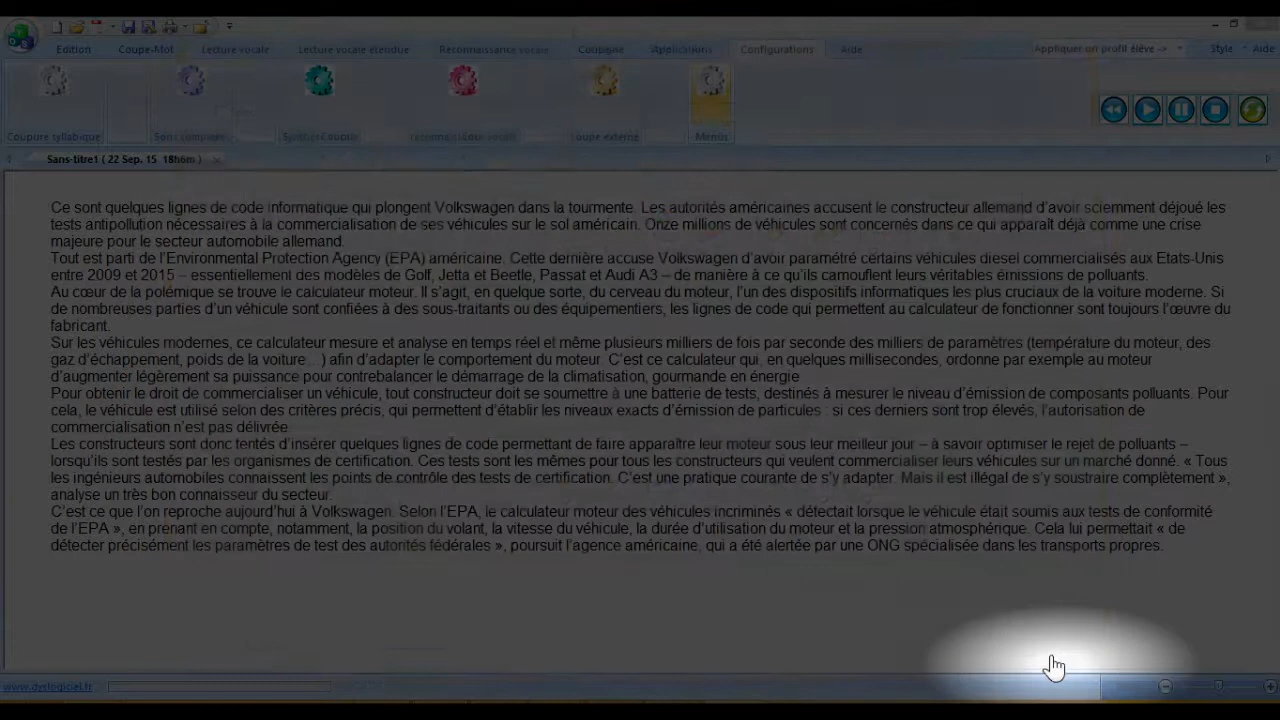 Edition Coupe-Mot Lecture vocale Lecture vocale étendue Reconnaissance vocale Coupligne Applications Configurations Aide Appliquer un profil élève -> Style Aide
Coupure syllabique Synthèse Coupure Coupe externe Menus
Sans-titre1 ( 22 Sep. 15 18h6m )
Ce sont quelques lignes de code informatique qui plongent Volkswagen dans la tourmente. Les autorités américaines accusent le constructeur allemand d’avoir sciemment déjoué les
tests antipollution nécessaires à la commercialisation de ses véhicules sur le sol américain. Onze millions de véhicules sont concernés dans ce qui apparaît déjà comme une crise
majeure pour le secteur automobile allemand.
Tout est parti de l’Environmental Protection Agency (EPA) américaine. Cette dernière accuse Volkswagen d’avoir paramétré certains véhicules diesel commercialisés aux Etats-Unis
entre 2009 et 2015 – essentiellement des modèles de Golf, Jetta et Beetle, Passat et Audi A3 – de manière à ce qu’ils camouflent leurs véritables émissions de polluants.
Au cœur de la polémique se trouve le calculateur moteur. Il s’agit, en quelque sorte, du cerveau du moteur, l’un des dispositifs informatiques les plus cruciaux de la voiture moderne. Si
de nombreuses parties d’un véhicule sont confiées à des sous-traitants ou des équipementiers, les lignes de code qui permettent au calculateur de fonctionner sont toujours l’œuvre du
fabricant.
Sur les véhicules modernes, ce calculateur mesure et analyse en temps réel et même plusieurs milliers de fois par seconde des milliers de paramètres (température du moteur, des
gaz d’échappement, poids de la voiture…) afin d’adapter le comportement du moteur. C’est ce calculateur qui, en quelques millisecondes, ordonne par exemple au moteur
d’augmenter légèrement sa puissance pour contrebalancer le démarrage de la climatisation, gourmande en énergie
Pour obtenir le droit de commercialiser un véhicule, tout constructeur doit se soumettre à une batterie de tests, destinés à mesurer le niveau d’émission de composants polluants. Pour
cela, le véhicule est utilisé selon des critères précis, qui permettent d’établir les niveaux exacts d’émission de particules : si ces derniers sont trop élevés, l’autorisation de
commercialisation n’est pas délivrée
Les constructeurs sont donc tentés d’insérer quelques lignes de code permettant de faire apparaître leur moteur sous leur meilleur jour – à savoir optimiser le rejet de polluants –
lorsqu’ils sont testés par les organismes de certification. Ces tests sont les mêmes pour tous les constructeurs qui veulent commercialiser leurs véhicules sur un marché donné. « Tous
les ingénieurs automobiles connaissent les points de contrôle des tests de certification. C’est une pratique courante de s’y adapter. Mais il est illégal de s’y soustraire complètement »,
analyse un très bon connaisseur du secteur.
C’est ce que l’on reproche aujourd’hui à Volkswagen. Selon l’EPA, le calculateur moteur des véhicules incriminés « détectait lorsque le véhicule était soumis aux tests de conformité
de l’EPA », en prenant en compte, notamment, la position du volant, la vitesse du véhicule, la durée d’utilisation du moteur et la pression atmosphérique. Cela lui permettait « de
détecter précisément les paramètres de test des autorités fédérales », poursuit l’agence américaine, qui a été alertée par une ONG spécialisée dans les transports propres.
www.dyslogiciel.fr